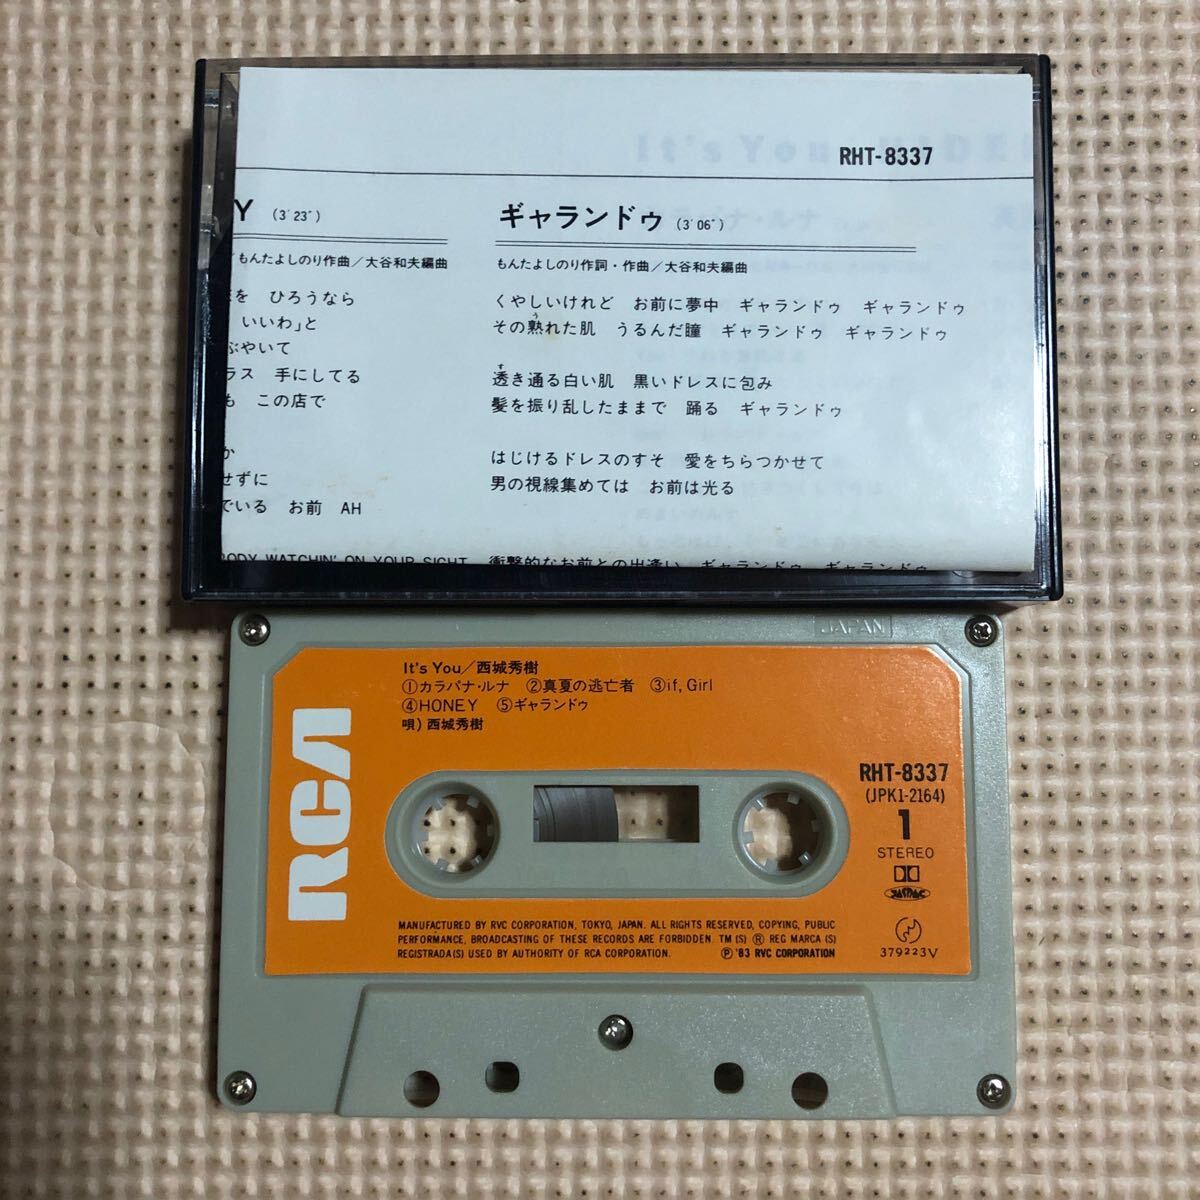 RHT-8337
Y (3′23″)
もんたよしのり作曲／大谷和夫編曲
を ひろうなら
いいわ」と
ぶやいて
ラス 手にしてる
も この店で
か
せずに
でいる お前 AH
BODY WATCHIN' ON YOUR SIGHT
ギャランドゥ (3′06″)
もんたよしのり作詞・作曲／大谷和夫編曲
くやしいけれど お前に夢中 ギャランドゥ ギャランドゥ
その熟れた肌 うるんだ瞳 ギャランドゥ ギャランドゥ
透き通る白い肌 黒いドレスに包み
髪を振り乱したままで 踊る ギャランドゥ
はじけるドレスのすそ 愛をちらつかせて
男の視線集めては お前は光る
衝撃的なお前との出逢い ギャランドゥ ギャランドゥ
JAPAN
It's You／西城秀樹
①カラパナ・ルナ ②真夏の逃亡者 ③if, Girl
④HONEY ⑤ギャランドゥ
唄) 西城秀樹
RCA
RHT-8337
(JPK1-2164)
1
STEREO
MANUFACTURED BY RVC CORPORATION, TOKYO, JAPAN. ALL RIGHTS RESERVED, COPYING, PUBLIC
PERFORMANCE, BROADCASTING OF THESE RECORDS ARE FORBIDDEN. TM(S) Ⓡ REG MARCA(S)
REGISTRADA(S) USED BY AUTHORITY OF RCA CORPORATION. Ⓟ '83 RVC CORPORATION
379223V